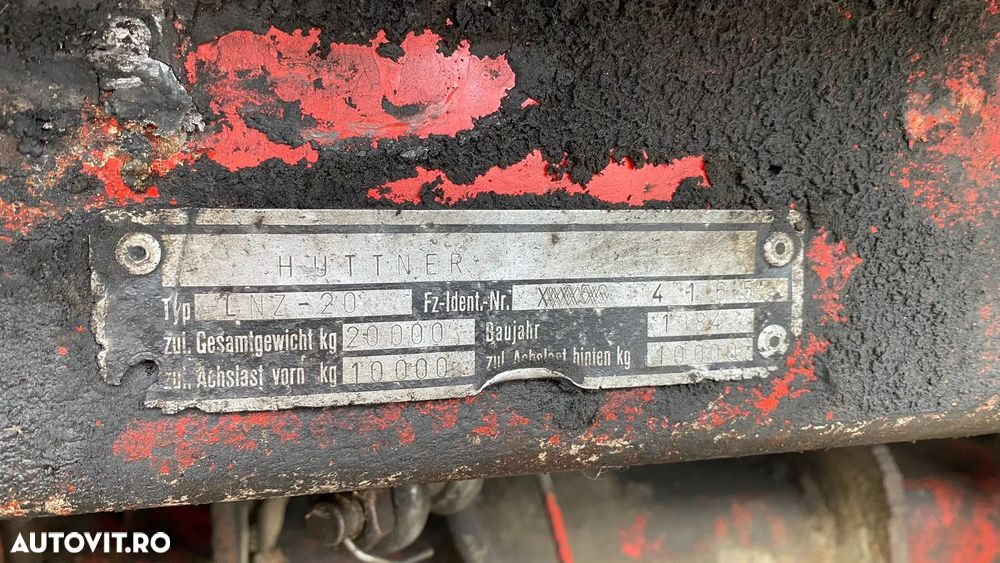 HUTTNER
Typ LNZ-20 Fz-Ident.-Nr. 4165
zul. Gesamtgewicht kg 20000 Baujahr 1984
zul. Achslast vorn kg 10000 zul. Achslast hinten kg 10000
AUTOVIT.RO